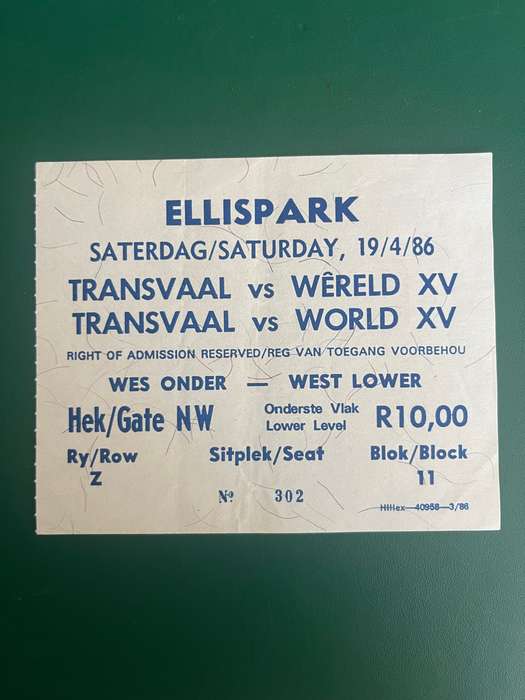 ELLISPARK
SATERDAG/SATURDAY, 19/4/86
TRANSVAAL vs WÊRELD XV
TRANSVAAL vs WORLD XV
RIGHT OF ADMISSION RESERVED/REG VAN TOEGANG VOORBEHOU
WES ONDER — WEST LOWER
Hek/Gate NW Onderste Vlak Lower Level R10,00
Ry/Row Sitplek/Seat Blok/Block
Z 11
Nº 302
Hillex—40958—3/86